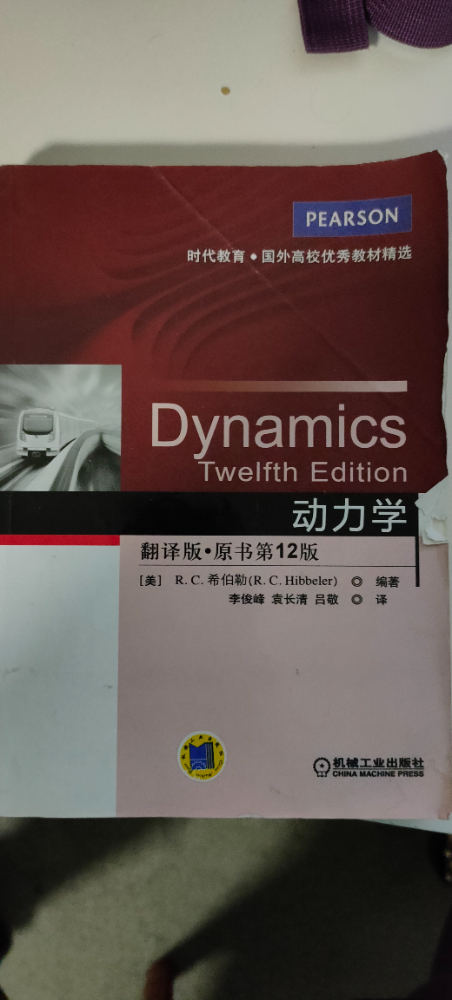 PEARSON
时代教育·国外高校优秀教材精选
Dynamics
Twelfth Edition
动力学
翻译版·原书第12版
[美] R. C. 希伯勒(R. C. Hibbeler) ◎ 编著
李俊峰 袁长清 吕敬 ◎ 译
机械工业出版社
CHINA MACHINE PRESS